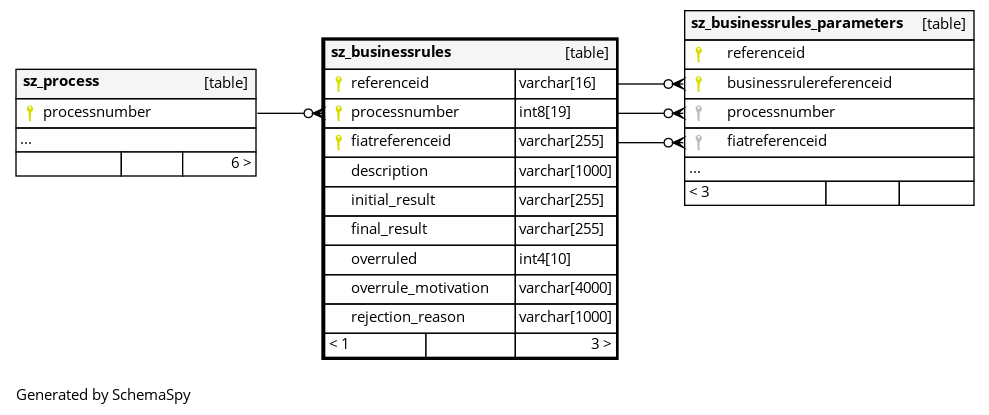 sz_process [table]
processnumber
...
6 >
sz_businessrules [table]
referenceid varchar[16]
processnumber int8[19]
fiatreferenceid varchar[255]
description varchar[1000]
initial_result varchar[255]
final_result varchar[255]
overruled int4[10]
overrule_motivation varchar[4000]
rejection_reason varchar[1000]
< 1 3 >
sz_businessrules_parameters [table]
referenceid
businessrulereferenceid
processnumber
fiatreferenceid
...
< 3
Generated by SchemaSpy